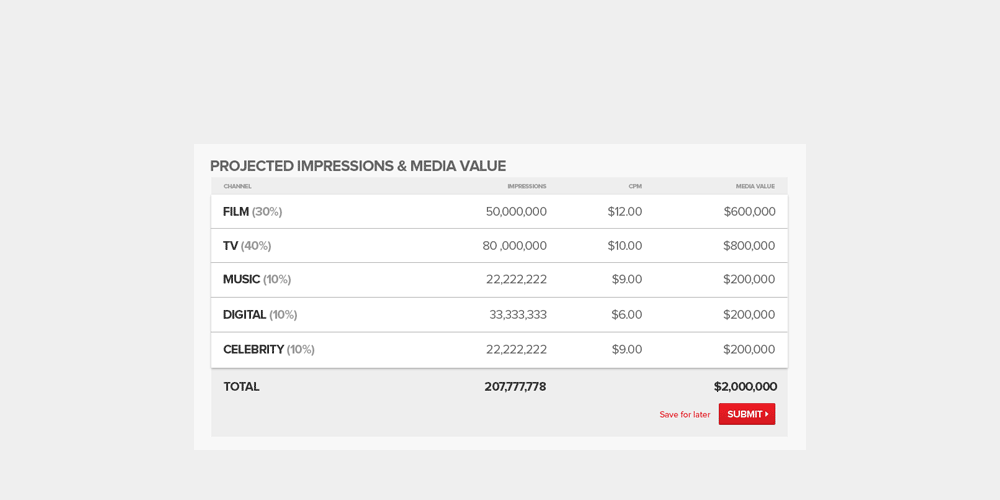 PROJECTED IMPRESSIONS & MEDIA VALUE
CHANNEL IMPRESSIONS CPM MEDIA VALUE
FILM (30%) 50,000,000 $12.00 $600,000
TV (40%) 80 ,000,000 $10.00 $800,000
MUSIC (10%) 22,222,222 $9.00 $200,000
DIGITAL (10%) 33,333,333 $6.00 $200,000
CELEBRITY (10%) 22,222,222 $9.00 $200,000
TOTAL 207,777,778 $2,000,000
Save for later SUBMIT